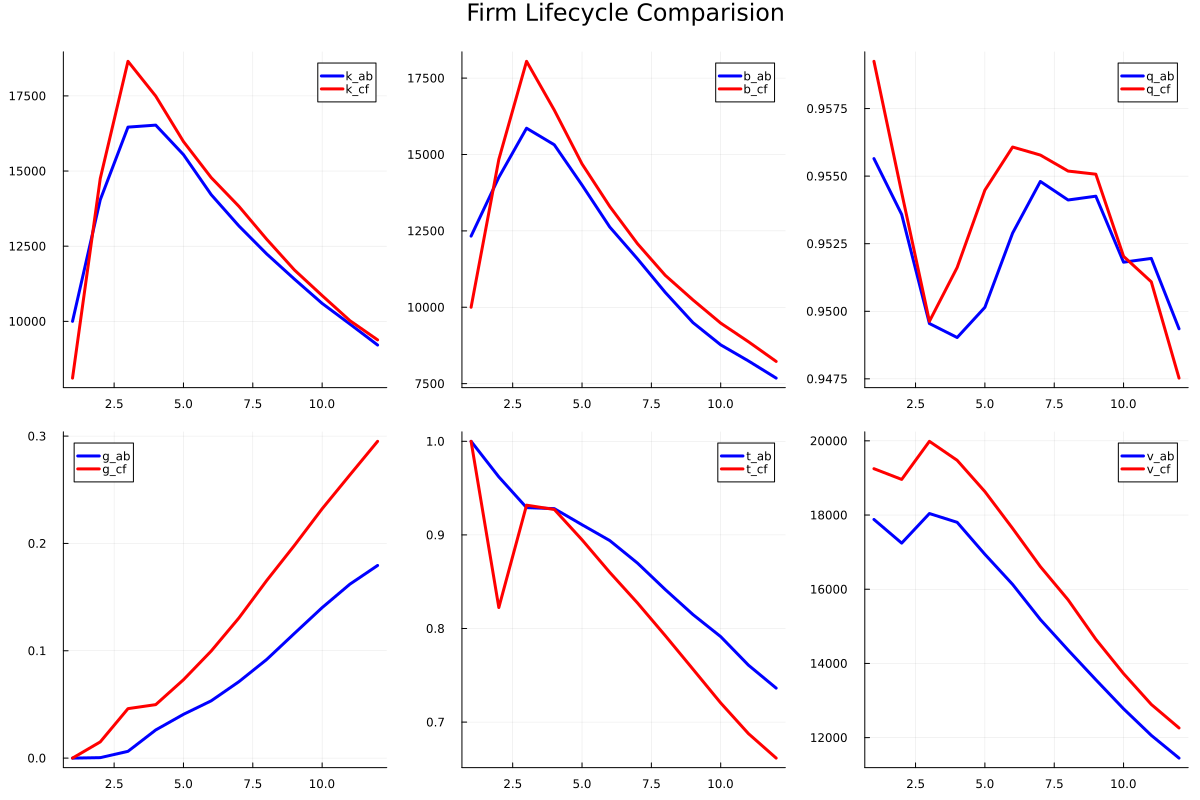 Firm Lifecycle Comparision
k_ab
k_cf
17500
15000
12500
10000
2.5 5.0 7.5 10.0
b_ab
b_cf
17500
15000
12500
10000
7500
2.5 5.0 7.5 10.0
q_ab
q_cf
0.9575
0.9550
0.9525
0.9500
0.9475
2.5 5.0 7.5 10.0
g_ab
g_cf
0.3
0.2
0.1
0.0
2.5 5.0 7.5 10.0
t_ab
t_cf
1.0
0.9
0.8
0.7
2.5 5.0 7.5 10.0
v_ab
v_cf
20000
18000
16000
14000
12000
2.5 5.0 7.5 10.0